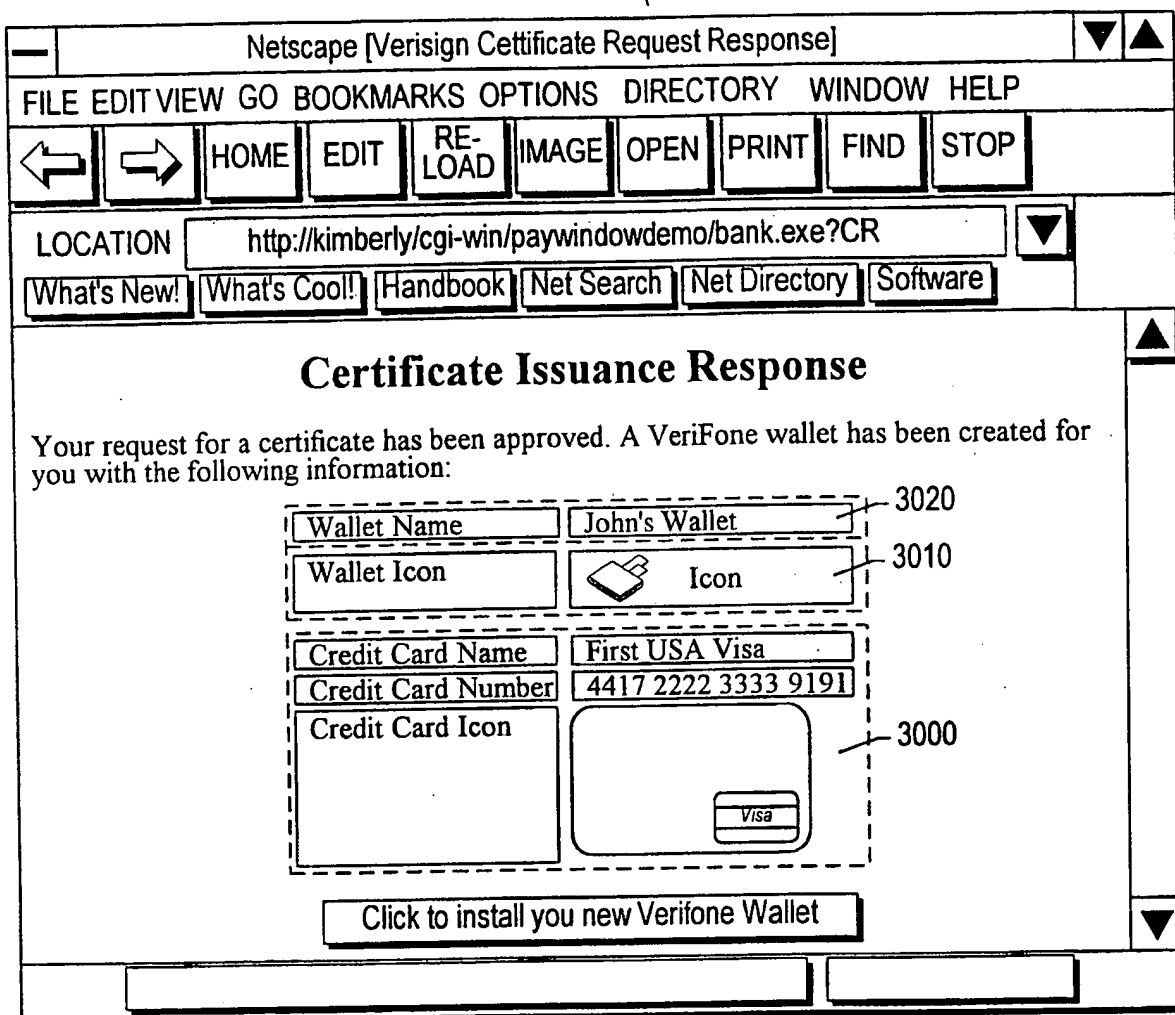 Netscape [Verisign Cettificate Request Response]
FILE EDIT VIEW GO BOOKMARKS OPTIONS DIRECTORY WINDOW HELP
HOME EDIT RE-LOAD IMAGE OPEN PRINT FIND STOP
LOCATION http://kimberly/cgi-win/paywindowdemo/bank.exe?CR
What's New! What's Cool! Handbook Net Search Net Directory Software
Certificate Issuance Response
Your request for a certificate has been approved. A VeriFone wallet has been created for
you with the following information:
Wallet Name John's Wallet 3020
Wallet Icon Icon 3010
Credit Card Name First USA Visa
Credit Card Number 4417 2222 3333 9191
Credit Card Icon 3000
Visa
Click to install you new Verifone Wallet